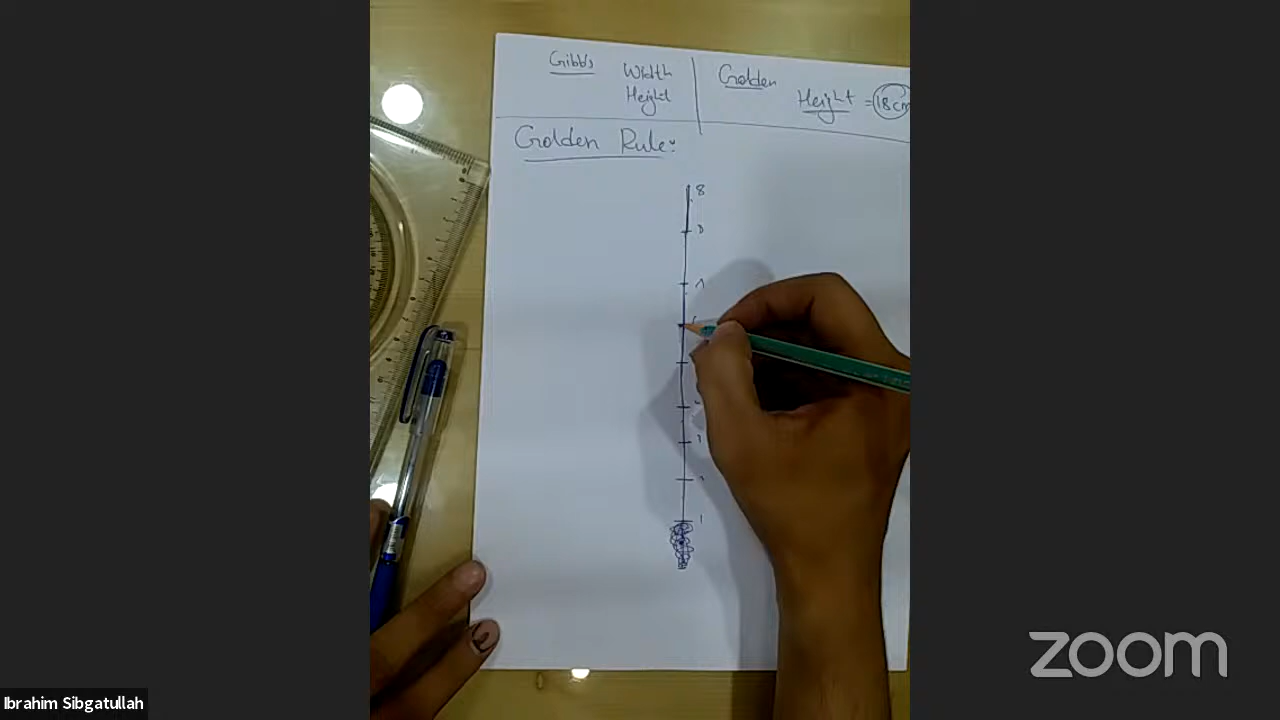 Gibbs Width
Height
Golden
Height = 18cm
Golden Rule:
8
1
zoom
Ibrahim Sibgatullah